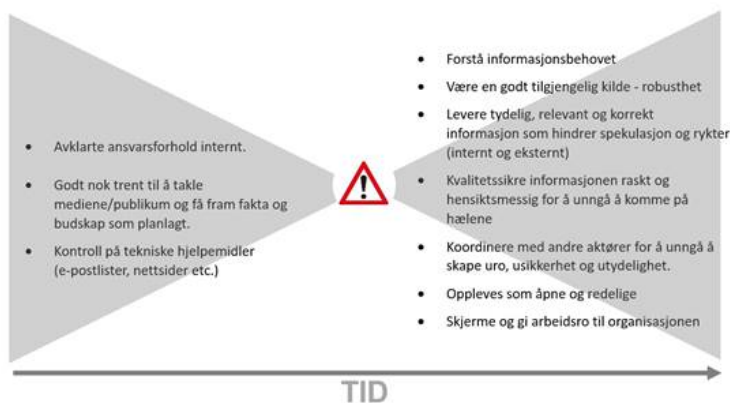 • Avklarte ansvarsforhold internt.
• Godt nok trent til å takle
mediene/publikum og få fram fakta og
budskap som planlagt.
• Kontroll på tekniske hjelpemidler
(e-postlister, nettsider etc.)
!
• Forstå informasjonsbehovet
• Være en godt tilgjengelig kilde - robusthet
• Levere tydelig, relevant og korrekt
informasjon som hindrer spekulasjon og rykter
(internt og eksternt)
• Kvalitetssikre informasjonen raskt og
hensiktsmessig for å unngå å komme på
hælene
• Koordinere med andre aktører for å unngå å
skape uro, usikkerhet og utydelighet.
• Oppleves som åpne og redelige
• Skjerme og gi arbeidsro til organisasjonen
TID